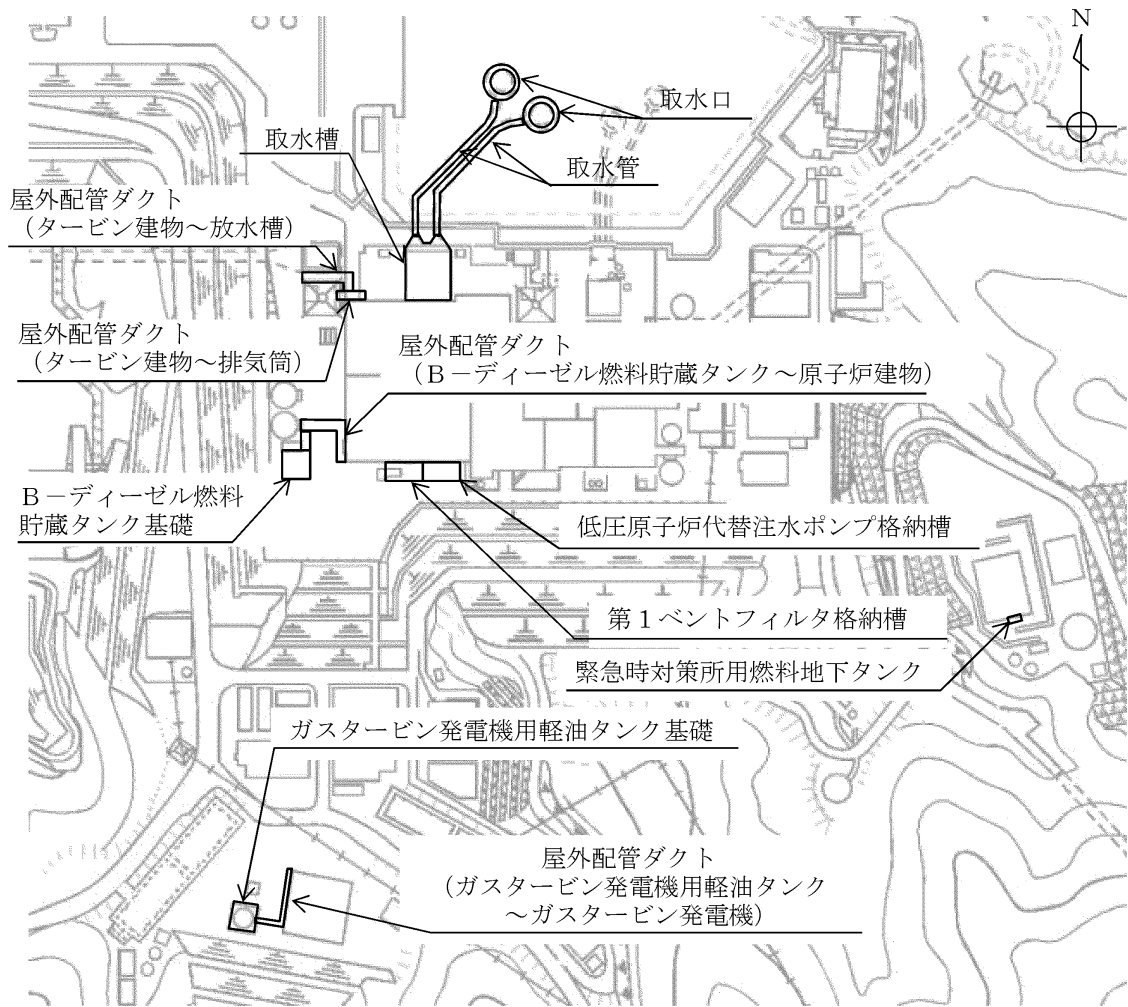 N
取水口
取水槽
取水管
屋外配管ダクト
(タービン建物～放水槽)
屋外配管ダクト
(タービン建物～排気筒)
屋外配管ダクト
(B－ディーゼル燃料貯蔵タンク～原子炉建物)
B－ディーゼル燃料
貯蔵タンク基礎
低圧原子炉代替注水ポンプ格納槽
第1ベントフィルタ格納槽
緊急時対策所用燃料地下タンク
ガスタービン発電機用軽油タンク基礎
屋外配管ダクト
(ガスタービン発電機用軽油タンク
～ガスタービン発電機)